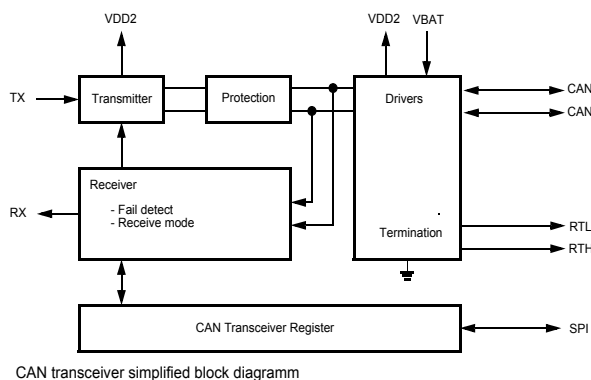 VDD2
VDD2
VBAT
TX
Transmitter
Protection
Drivers
CAN
CAN
Receiver
- Fail detect
- Receive mode
RX
Termination
RTL
RTH
CAN Transceiver Register
SPI
CAN transceiver simplified block diagramm